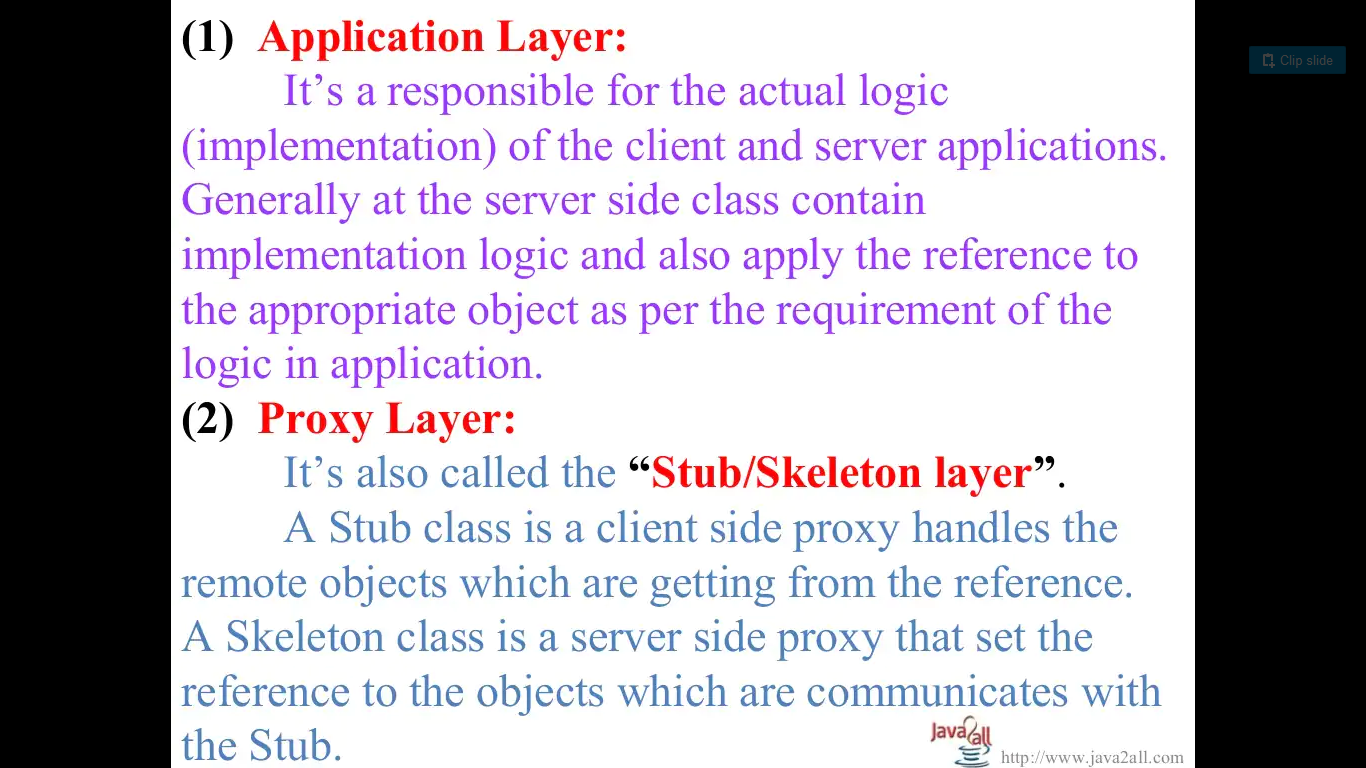 (1) Application Layer:
It’s a responsible for the actual logic
(implementation) of the client and server applications.
Generally at the server side class contain
implementation logic and also apply the reference to
the appropriate object as per the requirement of the
logic in application.
(2) Proxy Layer:
It’s also called the “Stub/Skeleton layer”.
A Stub class is a client side proxy handles the
remote objects which are getting from the reference.
A Skeleton class is a server side proxy that set the
reference to the objects which are communicates with
the Stub.
Java2all
http://www.java2all.com
Clip slide